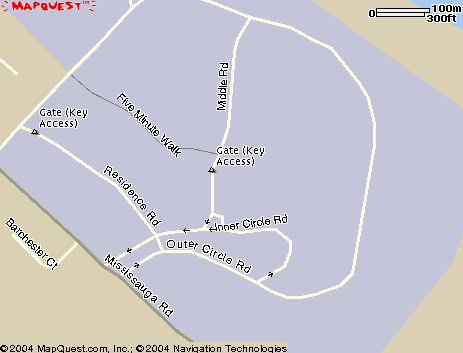 MAPQUEST™
0 100m
300ft
Middle Rd
Five Minute Walk
Gate (Key
Access)
Gate (Key
Access)
Residence Rd
Inner Circle Rd
Outer Circle Rd
Barchester Ct
Mississauga Rd
© 2004 MapQuest.com, Inc.; © 2004 Navigation Technologies